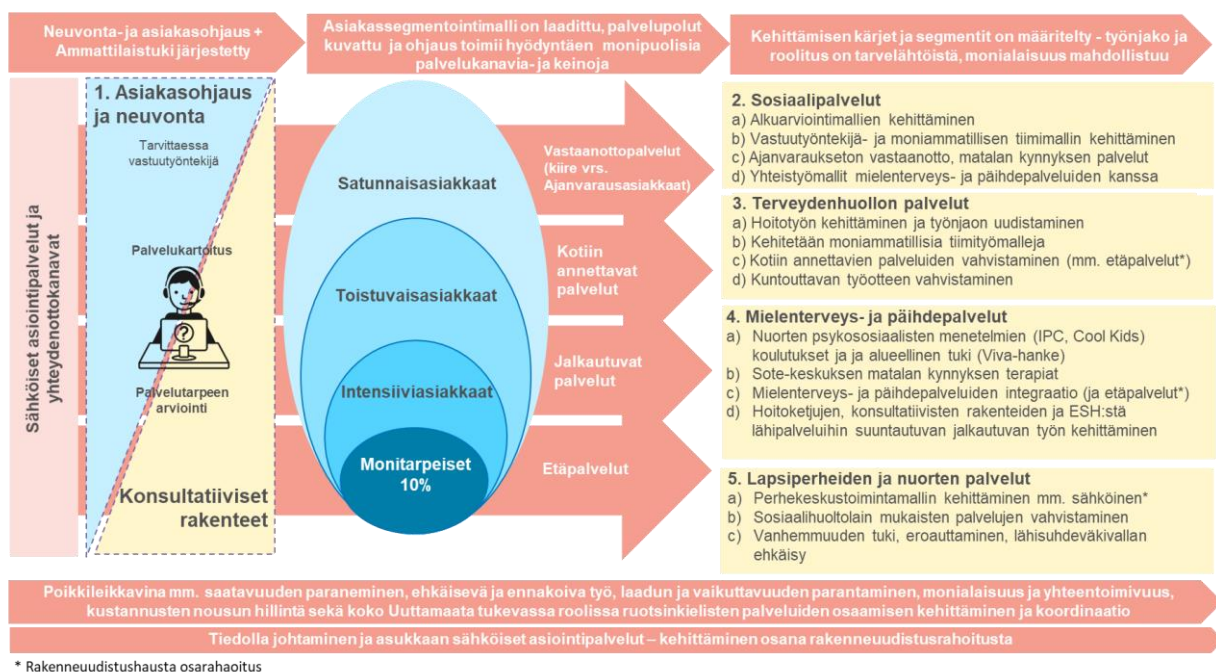 Neuvonta-ja asiakasohjaus +
Ammattilaistuki järjestetty
Asiakassegmentointimalli on laadittu, palvelupolut
kuvattu ja ohjaus toimii hyödyntäen monipuolisia
palvelukanavia- ja keinoja
Kehittämisen kärjet ja segmentit on määritelty - työnjako ja
roolitus on tarvelähtöistä, monialaisuus mahdollistuu
Sähköiset asiointipalvelut ja
yhteydenottokanavat
1. Asiakasohjaus
ja neuvonta
Tarvittaessa
vastuutyöntekijä
Palvelukartoitus
Palvelutarpeen
arviointi
Konsultatiiviset
rakenteet
Satunnaisasiakkaat
Toistuvaisasiakkaat
Intensiiviasiakkaat
Monitarpeiset
10%
Vastaanottopalvelut
(kiire vrs.
Ajanvarausasiakkaat)
Kotiin
annettavat
palvelut
Jalkautuvat
palvelut
Etäpalvelut
2. Sosiaalipalvelut
a) Alkuarviointimallien kehittäminen
b) Vastuutyöntekijä- ja moniammatillisen tiimimallin kehittäminen
c) Ajanvaraukseton vastaanotto, matalan kynnyksen palvelut
d) Yhteistyömallit mielenterveys- ja päihdepalveluiden kanssa
3. Terveydenhuollon palvelut
a) Hoitotyön kehittäminen ja työnjaon uudistaminen
b) Kehitetään moniammatillisia tiimityömalleja
c) Kotiin annettavien palveluiden vahvistaminen (mm. etäpalvelut*)
d) Kuntouttavan työotteen vahvistaminen
4. Mielenterveys- ja päihdepalvelut
a) Nuorten psykososiaalisten menetelmien (IPC, Cool Kids)
koulutukset ja ja alueellinen tuki (Viva-hanke)
b) Sote-keskuksen matalan kynnyksen terapiat
c) Mielenterveys- ja päihdepalveluiden integraatio (ja etäpalvelut*)
d) Hoitoketjujen, konsultatiivisten rakenteiden ja ESH:stä
lähipalveluihin suuntautuvan jalkautuvan työn kehittäminen
5. Lapsiperheiden ja nuorten palvelut
a) Perhekeskustoimintamallin kehittäminen mm. sähköinen*
b) Sosiaalihuoltolain mukaisten palvelujen vahvistaminen
c) Vanhemmuuden tuki, eroauttaminen, lähisuhdeväkivallan
ehkäisy
Poikkileikkavina mm. saatavuuden paraneminen, ehkäisevä ja ennakoiva työ, laadun ja vaikuttavuuden parantaminen, monialaisuus ja yhteentoimivuus,
kustannusten nousun hillintä sekä koko Uuttamaata tukevassa roolissa ruotsinkielisten palveluiden osaamisen kehittäminen ja koordinaatio
Tiedolla johtaminen ja asukkaan sähköiset asiointipalvelut – kehittäminen osana rakenneuudistusrahoitusta
* Rakenneuudistushausta osarahaoitus